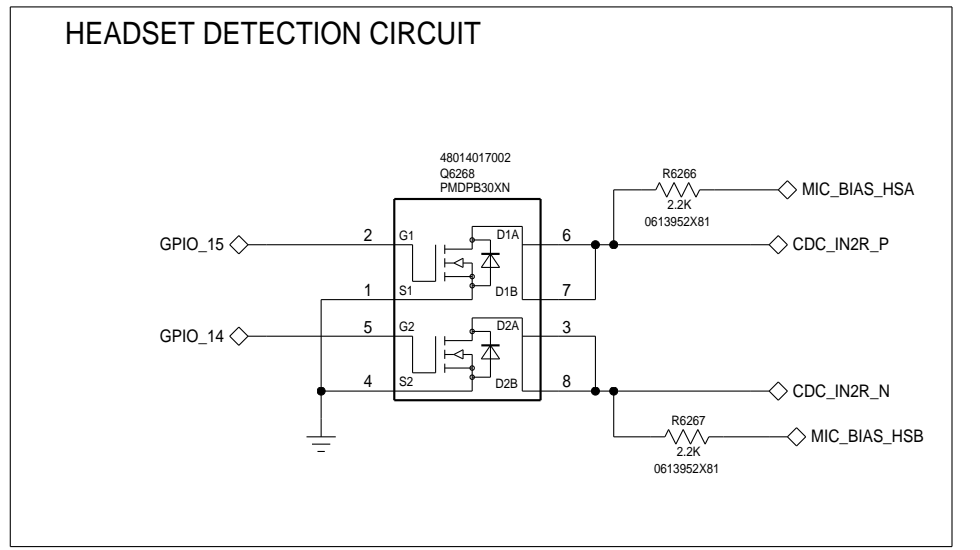 HEADSET DETECTION CIRCUIT
48014017002
Q6268
PMDPB30XN
R6266
2.2K
0613952X81
MIC_BIAS_HSA
GPIO_15
2
G1
D1A
6
CDC_IN2R_P
1
S1
D1B
7
GPIO_14
5
G2
D2A
3
4
S2
D2B
8
CDC_IN2R_N
R6267
2.2K
0613952X81
MIC_BIAS_HSB